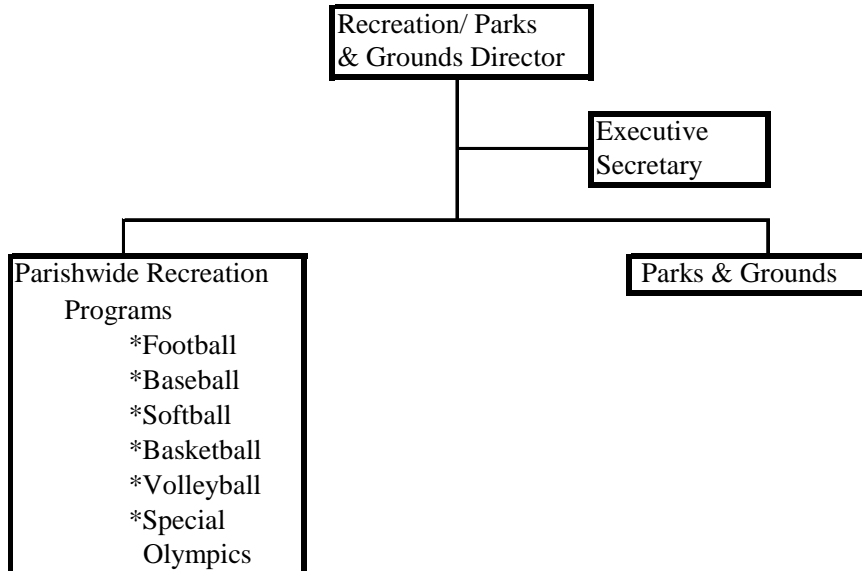 Recreation/ Parks
& Grounds Director
Executive
Secretary
Parishwide Recreation
Programs
*Football
*Baseball
*Softball
*Basketball
*Volleyball
*Special
Olympics
Parks & Grounds